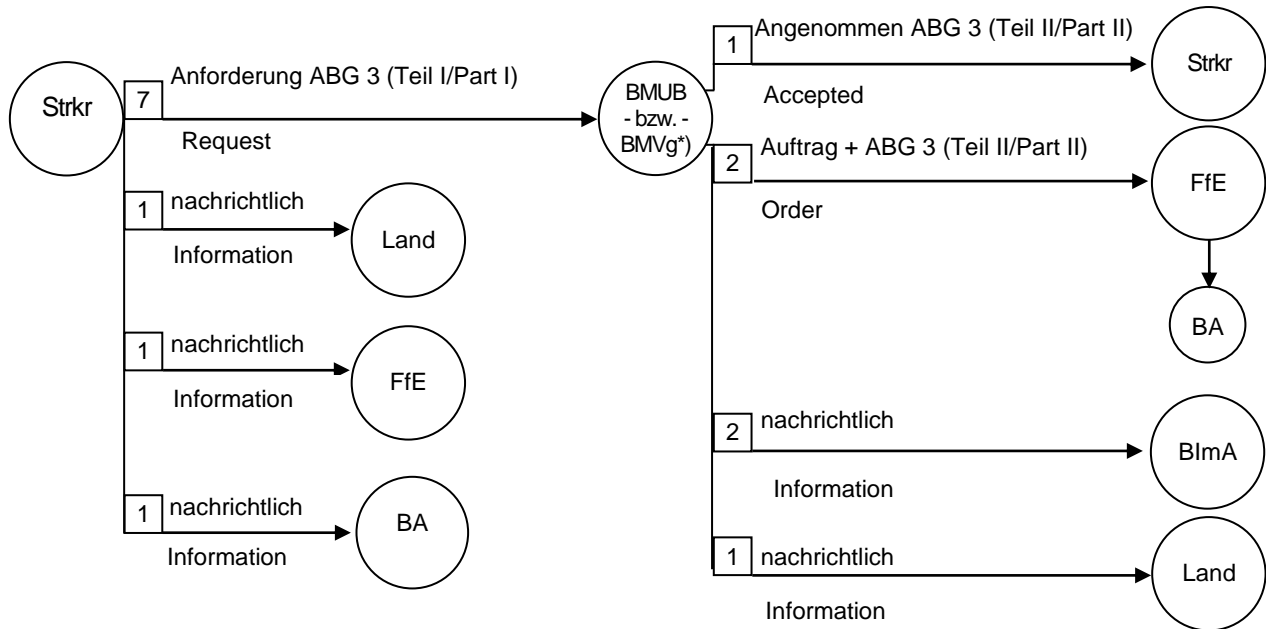 Strkr
7
Anforderung ABG 3 (Teil I/Part I)
Request
1
nachrichtlich
Information
Land
1
nachrichtlich
Information
FfE
1
nachrichtlich
Information
BA
BMUB
- bzw. -
BMVg*)
1
Angenommen ABG 3 (Teil II/Part II)
Accepted
Strkr
2
Auftrag + ABG 3 (Teil II/Part II)
Order
FfE
BA
2
nachrichtlich
Information
BImA
1
nachrichtlich
Information
Land